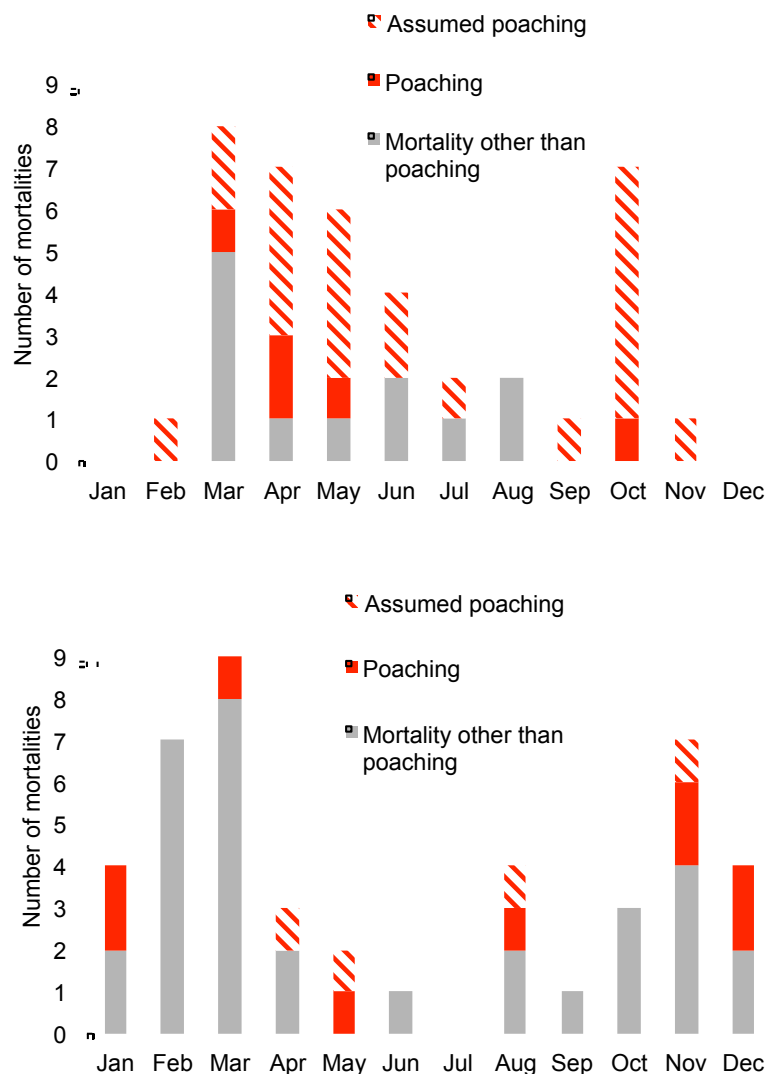 Assumed poaching
Poaching
Mortality other than
poaching
Number of mortalities
9
8
7
6
5
4
3
2
1
0
Jan Feb Mar Apr May Jun Jul Aug Sep Oct Nov Dec
Assumed poaching
Poaching
Mortality other than
poaching
Number of mortalities
9
8
7
6
5
4
3
2
1
0
Jan Feb Mar Apr May Jun Jul Aug Sep Oct Nov Dec